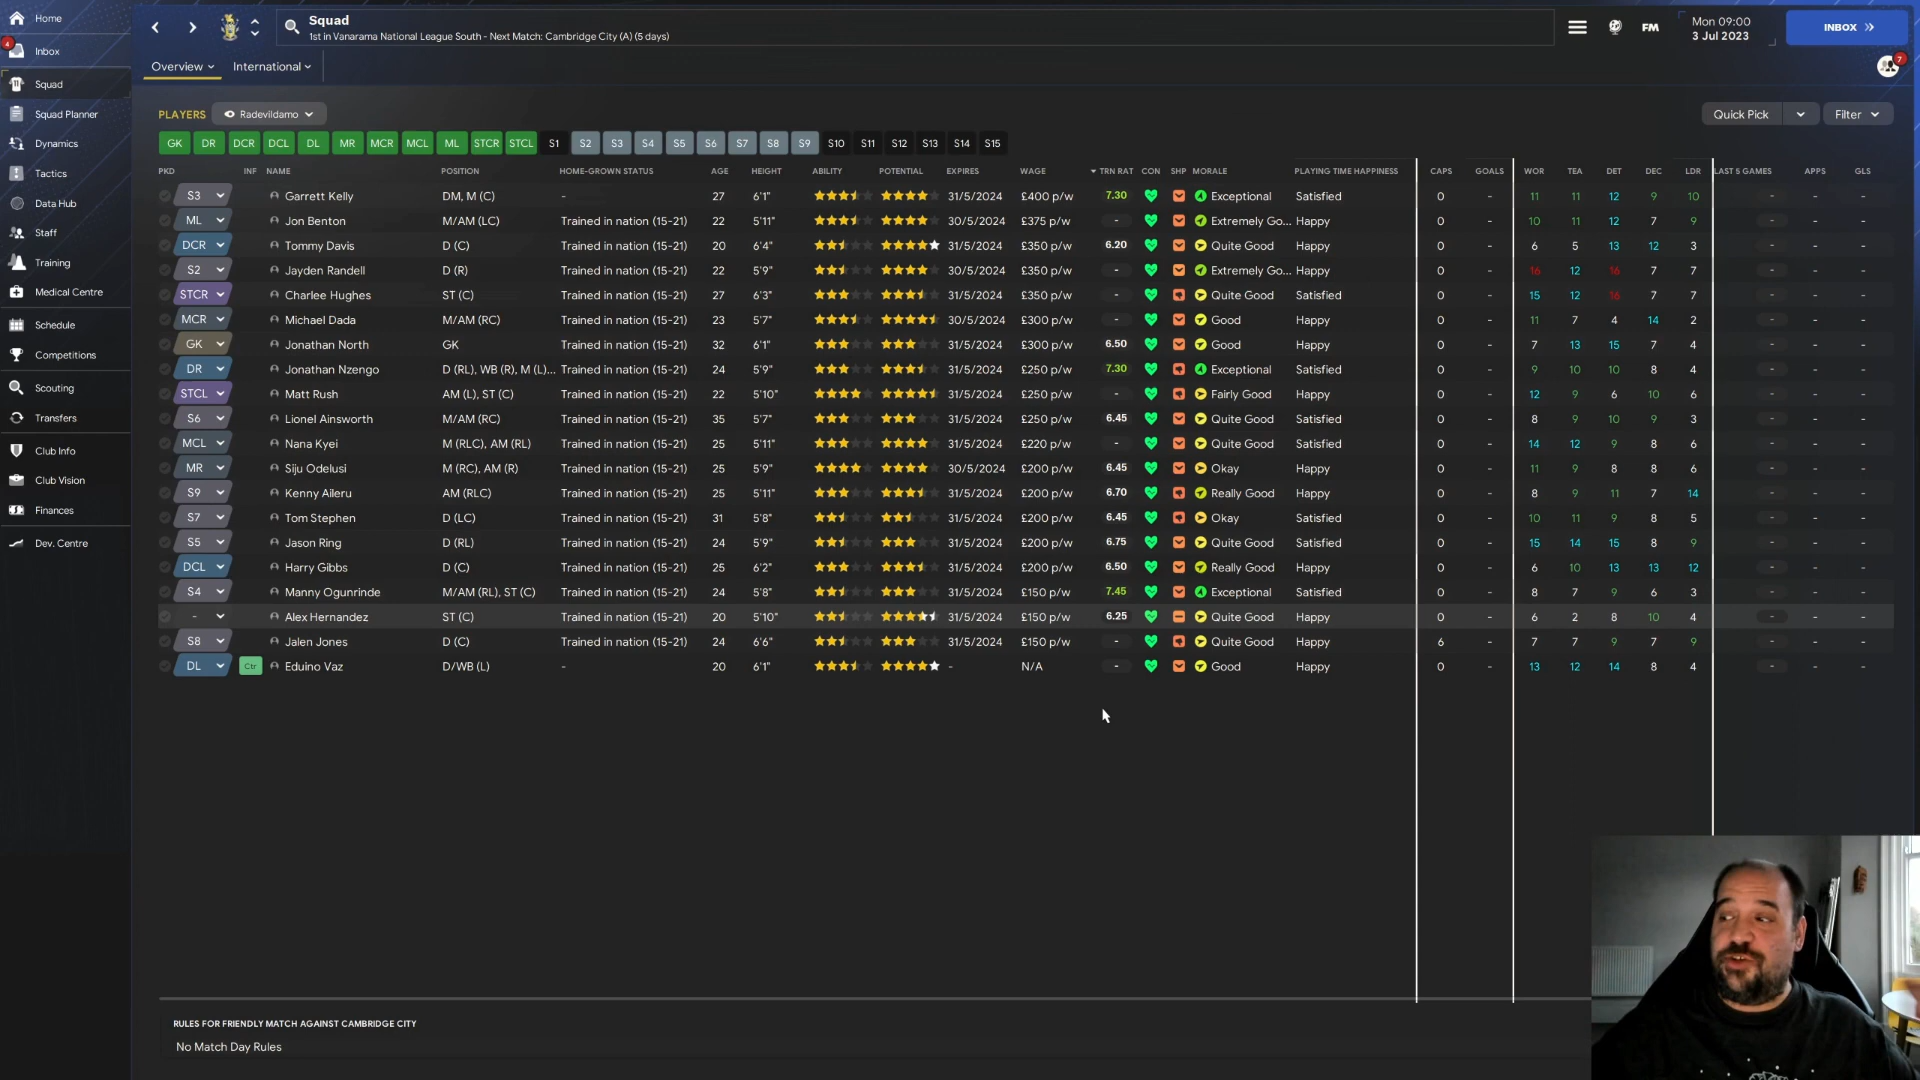 Home
4
Inbox
Squad
Squad Planner
Dynamics
Tactics
Data Hub
Staff
Training
Medical Centre
Schedule
Competitions
Scouting
Transfers
Club Info
Club Vision
Finances
Dev. Centre
Squad
1st in Vanarama National League South - Next Match: Cambridge City (A) (5 days)
FM
Mon 09:00
3 Jul 2023
INBOX
Overview
International
7
PLAYERS
Radevildamo
Quick Pick
Filter
GK DR DCR DCL DL MR MCR MCL ML STCR STCL S1 S2 S3 S4 S5 S6 S7 S8 S9 S10 S11 S12 S13 S14 S15
PKD INF NAME POSITION HOME-GROWN STATUS AGE HEIGHT ABILITY POTENTIAL EXPIRES WAGE TRN RAT CON SHP MORALE PLAYING TIME HAPPINESS CAPS GOALS WOR TEA DET DEC LDR LAST 5 GAMES APPS GLS
S3 Garrett Kelly DM, M (C) - 27 6'1" 31/5/2024 £400 p/w 7.30 Exceptional Satisfied 0 - 11 11 12 9 10 - - -
ML Jon Benton M/AM (LC) Trained in nation (15-21) 22 5'11" 30/5/2024 £375 p/w - Extremely Go... Happy 0 - 10 11 12 7 9 - - -
DCR Tommy Davis D (C) Trained in nation (15-21) 20 6'4" 31/5/2024 £350 p/w 6.20 Quite Good Happy 0 - 6 5 13 12 3 - - -
S2 Jayden Randell D (R) Trained in nation (15-21) 22 5'9" 30/5/2024 £350 p/w - Extremely Go... Happy 0 - 16 12 16 7 7 - - -
STCR Charlee Hughes ST (C) Trained in nation (15-21) 27 6'3" 31/5/2024 £350 p/w - Quite Good Satisfied 0 - 15 12 16 7 7 - - -
MCR Michael Dada M/AM (RC) Trained in nation (15-21) 23 5'7" 30/5/2024 £300 p/w - Good Happy 0 - 11 7 4 14 2 - - -
GK Jonathan North GK Trained in nation (15-21) 32 6'1" 31/5/2024 £300 p/w 6.50 Good Happy 0 - 7 13 15 7 4 - - -
DR Jonathan Nzengo D (RL), WB (R), M (L)... Trained in nation (15-21) 24 5'9" 31/5/2024 £250 p/w 7.30 Exceptional Satisfied 0 - 9 10 10 8 4 - - -
STCL Matt Rush AM (L), ST (C) Trained in nation (15-21) 22 5'10" 31/5/2024 £250 p/w - Fairly Good Happy 0 - 12 9 6 10 6 - - -
S6 Lionel Ainsworth M/AM (RC) Trained in nation (15-21) 35 5'7" 31/5/2024 £250 p/w 6.45 Quite Good Satisfied 0 - 8 9 10 9 3 - - -
MCL Nana Kyei M (RLC), AM (RL) Trained in nation (15-21) 25 5'11" 31/5/2024 £220 p/w - Quite Good Satisfied 0 - 14 12 9 8 6 - - -
MR Siju Odelusi M (RC), AM (R) Trained in nation (15-21) 25 5'9" 30/5/2024 £200 p/w 6.45 Okay Happy 0 - 11 9 8 8 6 - - -
S9 Kenny Aileru AM (RLC) Trained in nation (15-21) 25 5'11" 31/5/2024 £200 p/w 6.70 Really Good Happy 0 - 8 9 11 7 14 - - -
S7 Tom Stephen D (LC) Trained in nation (15-21) 31 5'8" 31/5/2024 £200 p/w 6.45 Okay Satisfied 0 - 10 11 9 8 5 - - -
S5 Jason Ring D (RL) Trained in nation (15-21) 24 5'9" 31/5/2024 £200 p/w 6.75 Quite Good Satisfied 0 - 15 14 15 8 9 - - -
DCL Harry Gibbs D (C) Trained in nation (15-21) 25 6'2" 31/5/2024 £200 p/w 6.50 Really Good Happy 0 - 6 10 13 13 12 - - -
S4 Manny Ogunrinde M/AM (RL), ST (C) Trained in nation (15-21) 24 5'8" 31/5/2024 £150 p/w 7.45 Exceptional Satisfied 0 - 8 7 9 6 3 - - -
- Alex Hernandez ST (C) Trained in nation (15-21) 20 5'10" 31/5/2024 £150 p/w 6.25 Quite Good Happy 0 - 6 2 8 10 4 - - -
S8 Jalen Jones D (C) Trained in nation (15-21) 24 6'6" 31/5/2024 £150 p/w - Quite Good Happy 6 - 7 7 9 7 9 - - -
DL Ctr Eduino Vaz D/WB (L) - 20 6'1" - N/A - Good Happy 0 - 13 12 14 8 4 - - -
RULES FOR FRIENDLY MATCH AGAINST CAMBRIDGE CITY
No Match Day Rules